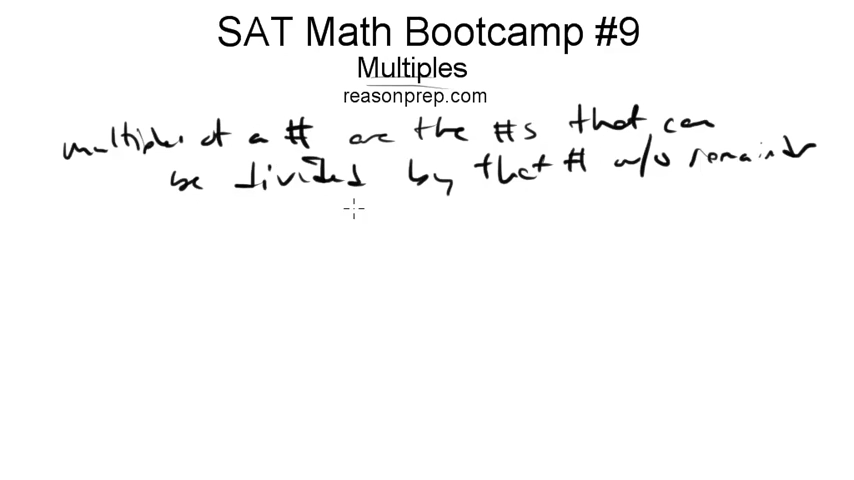 SAT Math Bootcamp #9
Multiples
reasonprep.com
multiples of a # are the #s that can
be divided by that # w/o remainder